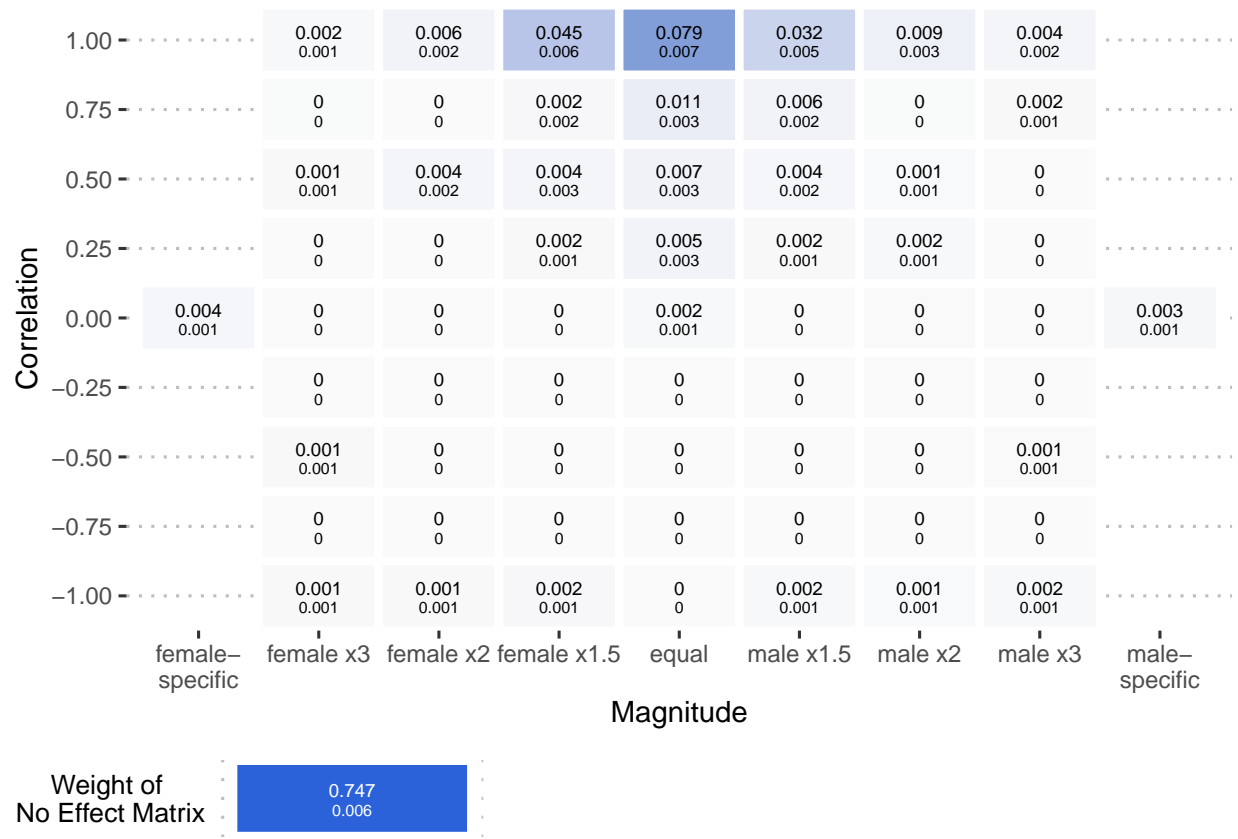 1.00
0.002 0.006 0.045 0.079 0.032 0.009 0.004
0.001 0.002 0.006 0.007 0.005 0.003 0.002
0.75
0 0 0.002 0.011 0.006 0 0.002
0 0 0.002 0.003 0.002 0 0.001
0.50
0.001 0.004 0.004 0.007 0.004 0.001 0
0.001 0.002 0.003 0.003 0.002 0.001 0
0.25
0 0 0.002 0.005 0.002 0.002 0
0 0 0.001 0.003 0.001 0.001 0
0.00
0.004 0 0 0 0.002 0 0 0 0.003
0.001 0 0 0 0.001 0 0 0 0.001
−0.25
0 0 0 0 0 0 0
0 0 0 0 0 0 0
−0.50
0.001 0 0 0 0 0 0.001
0.001 0 0 0 0 0 0.001
−0.75
0 0 0 0 0 0 0
0 0 0 0 0 0 0
−1.00
0.001 0.001 0.002 0 0.002 0.001 0.002
0.001 0.001 0.001 0 0.001 0.001 0.001
Correlation
female−
specific
female x3
female x2
female x1.5
equal
male x1.5
male x2
male x3
male−
specific
Magnitude
Weight of
No Effect Matrix
0.747
0.006